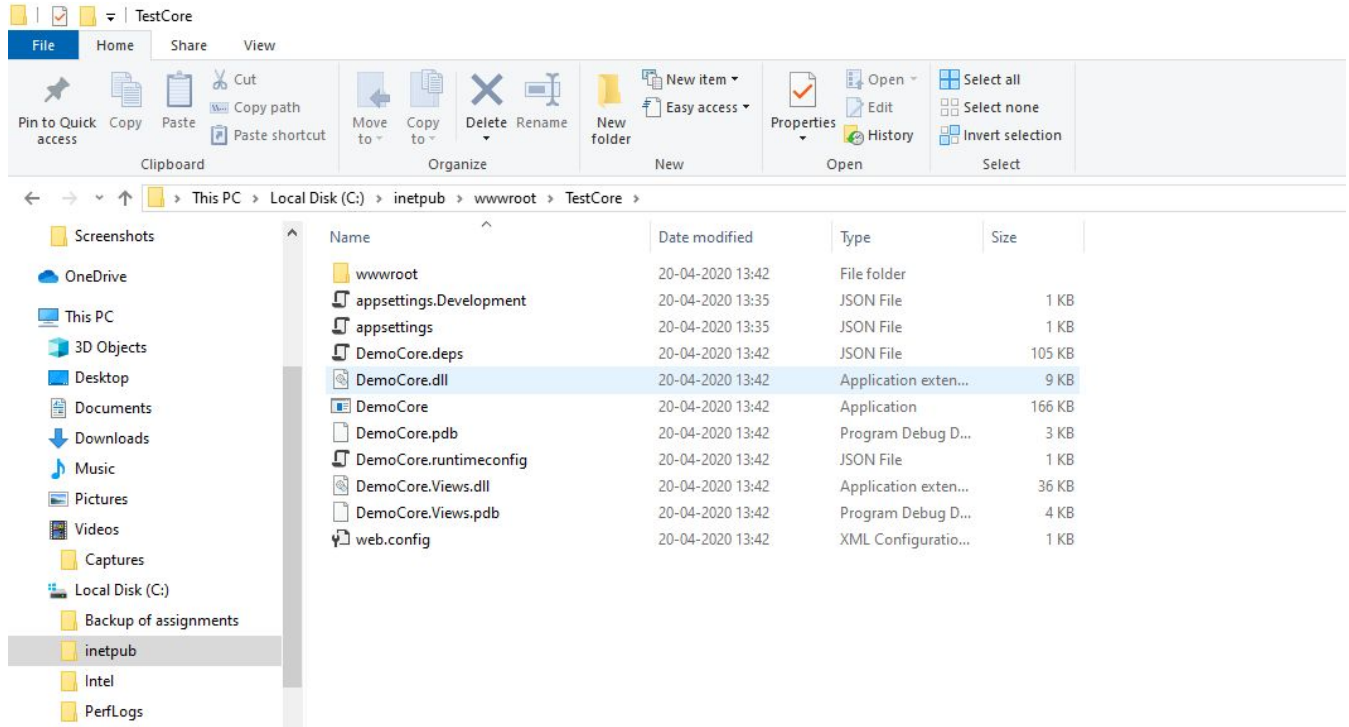 TestCore
File Home Share View
Pin to Quick access
Copy
Paste
Cut
Copy path
Paste shortcut
Clipboard
Move to
Copy to
Delete
Rename
Organize
New folder
New item
Easy access
New
Properties
Open
Edit
History
Open
Select all
Select none
Invert selection
Select
This PC > Local Disk (C:) > inetpub > wwwroot > TestCore >
Screenshots
OneDrive
This PC
3D Objects
Desktop
Documents
Downloads
Music
Pictures
Videos
Captures
Local Disk (C:)
Backup of assignments
inetpub
Intel
PerfLogs
Name Date modified Type Size
wwwroot 20-04-2020 13:42 File folder
appsettings.Development 20-04-2020 13:35 JSON File 1 KB
appsettings 20-04-2020 13:35 JSON File 1 KB
DemoCore.deps 20-04-2020 13:42 JSON File 105 KB
DemoCore.dll 20-04-2020 13:42 Application exten... 9 KB
DemoCore 20-04-2020 13:42 Application 166 KB
DemoCore.pdb 20-04-2020 13:42 Program Debug D... 3 KB
DemoCore.runtimeconfig 20-04-2020 13:42 JSON File 1 KB
DemoCore.Views.dll 20-04-2020 13:42 Application exten... 36 KB
DemoCore.Views.pdb 20-04-2020 13:42 Program Debug D... 4 KB
web.config 20-04-2020 13:42 XML Configuratio... 1 KB